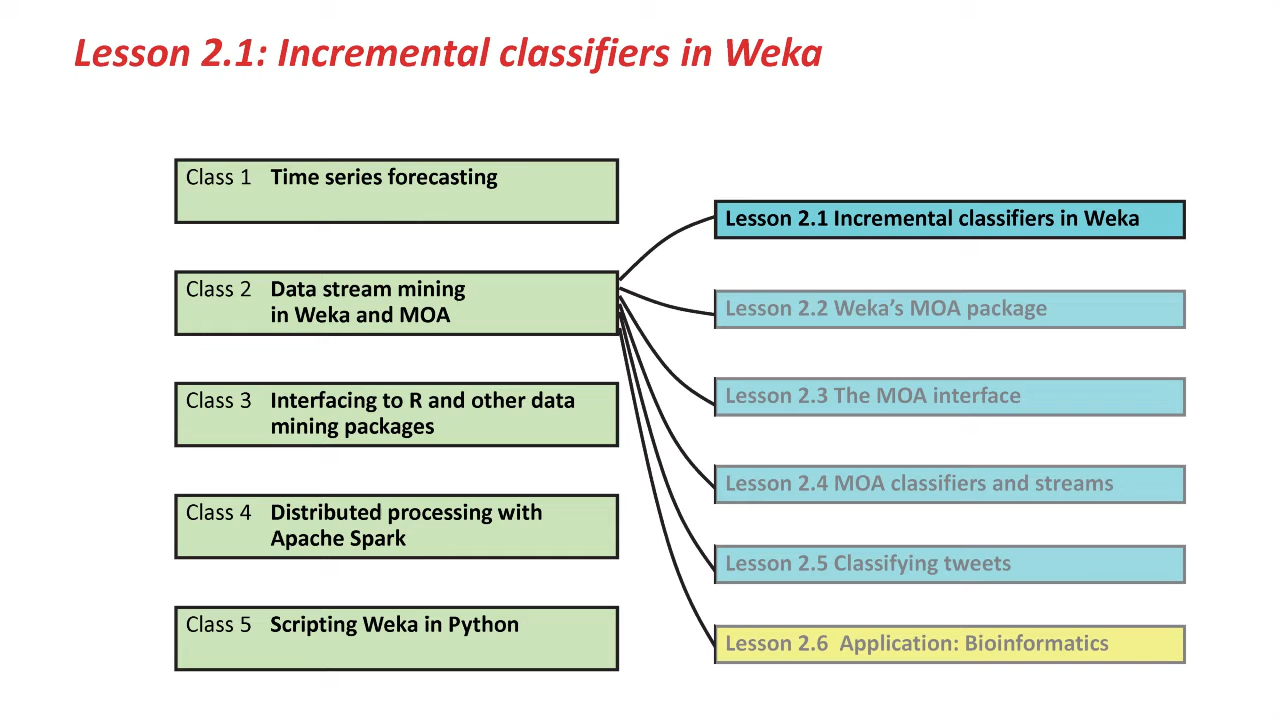 Lesson 2.1: Incremental classifiers in Weka
Class 1 Time series forecasting
Class 2 Data stream mining
in Weka and MOA
Class 3 Interfacing to R and other data
mining packages
Class 4 Distributed processing with
Apache Spark
Class 5 Scripting Weka in Python
Lesson 2.1 Incremental classifiers in Weka
Lesson 2.2 Weka’s MOA package
Lesson 2.3 The MOA interface
Lesson 2.4 MOA classifiers and streams
Lesson 2.5 Classifying tweets
Lesson 2.6 Application: Bioinformatics